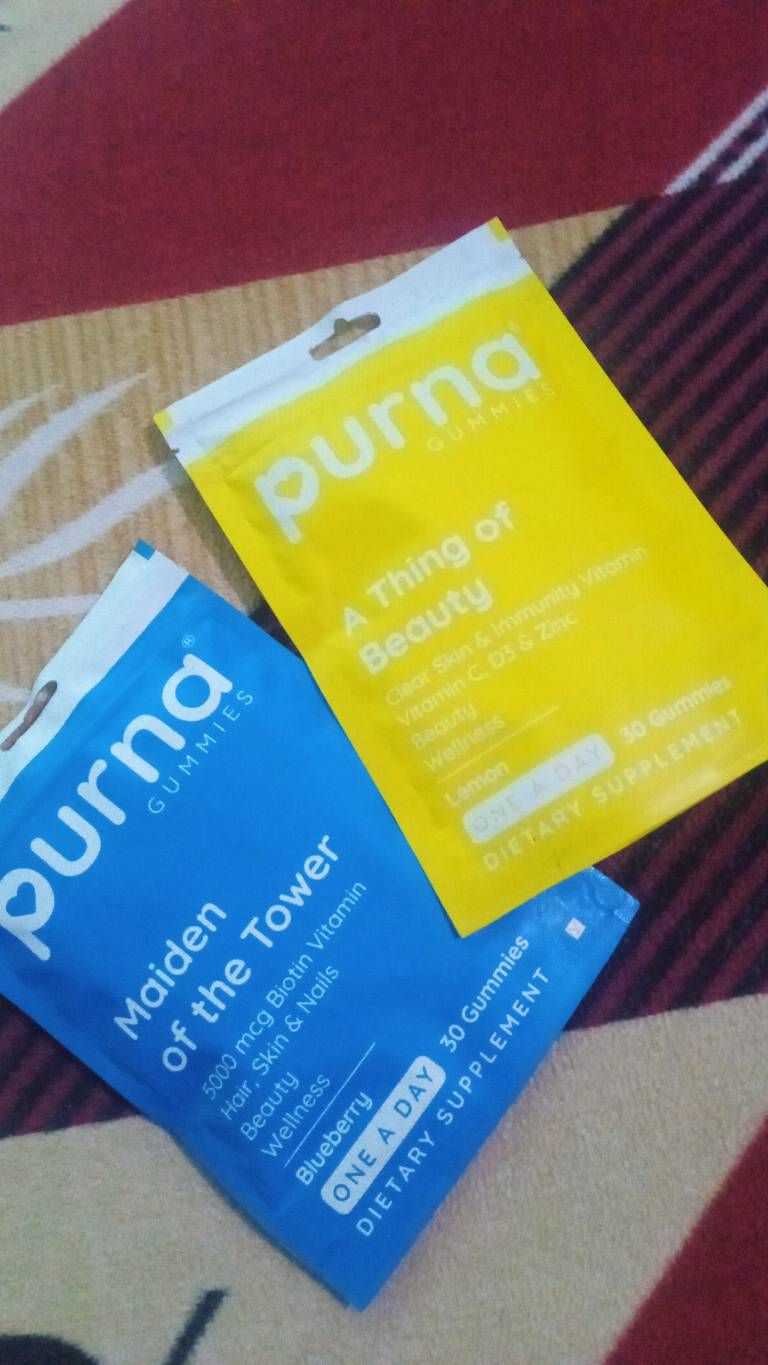 purna
GUMMIES
A Thing of
Beauty
Clear Skin & Immunity Vitamin
Vitamin C, D3 & Zinc
Beauty
Wellness
Lemon
ONE A DAY 30 Gummies
DIETARY SUPPLEMENT
purna®
GUMMIES
Maiden
of the Tower
5000 mcg Biotin Vitamin
Hair, Skin & Nails
Beauty
Wellness
Blueberry
ONE A DAY 30 Gummies
DIETARY SUPPLEMENT